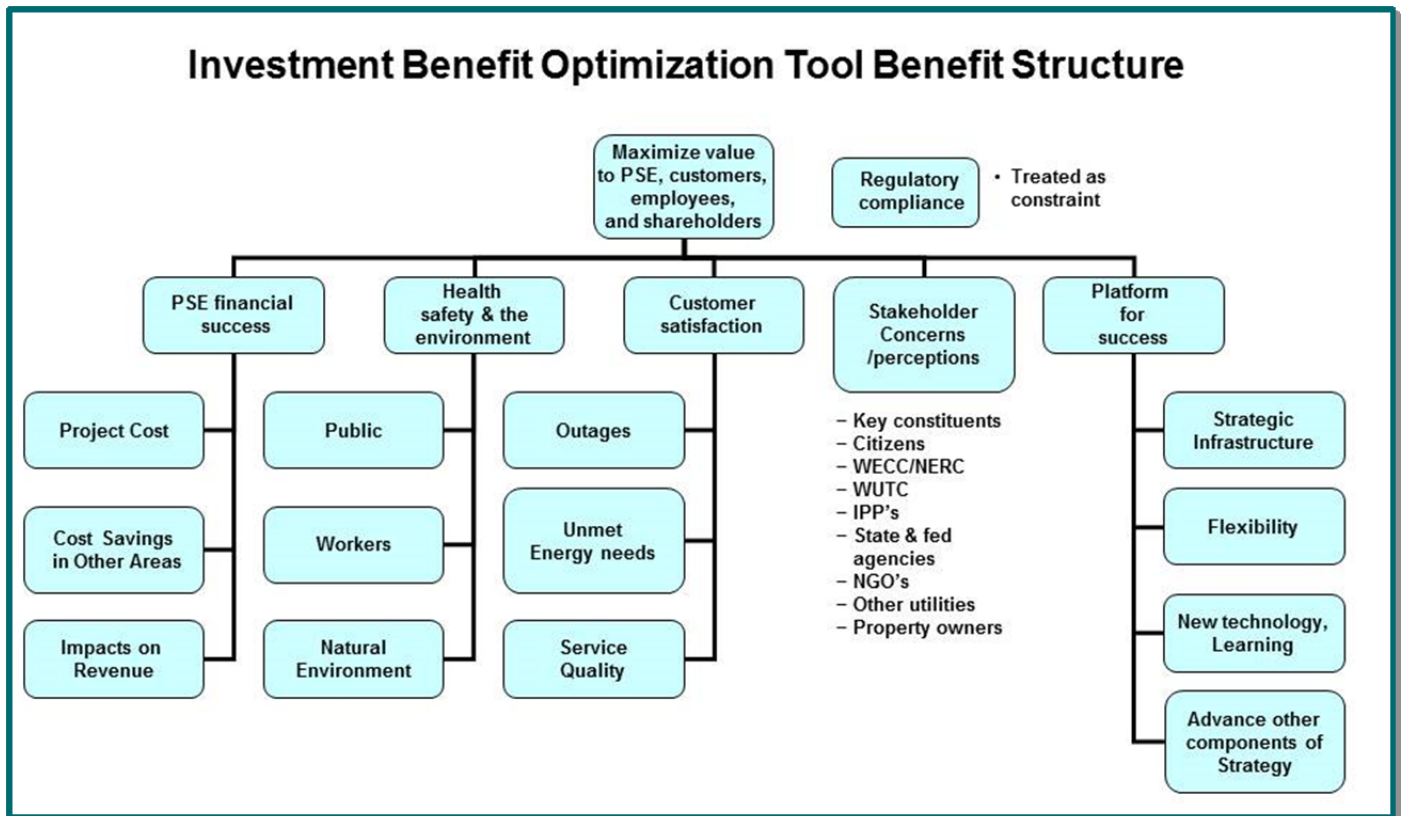 Investment Benefit Optimization Tool Benefit Structure
Maximize value
to PSE, customers,
employees,
and shareholders
Regulatory
compliance
• Treated as
constraint
PSE financial
success
Health
safety & the
environment
Customer
satisfaction
Stakeholder
Concerns
/perceptions
Platform
for
success
Project Cost
Cost Savings
in Other Areas
Impacts on
Revenue
Public
Workers
Natural
Environment
Outages
Unmet
Energy needs
Service
Quality
– Key constituents
– Citizens
– WECC/NERC
– WUTC
– IPP's
– State & fed
agencies
– NGO's
– Other utilities
– Property owners
Strategic
Infrastructure
Flexibility
New technology,
Learning
Advance other
components of
Strategy